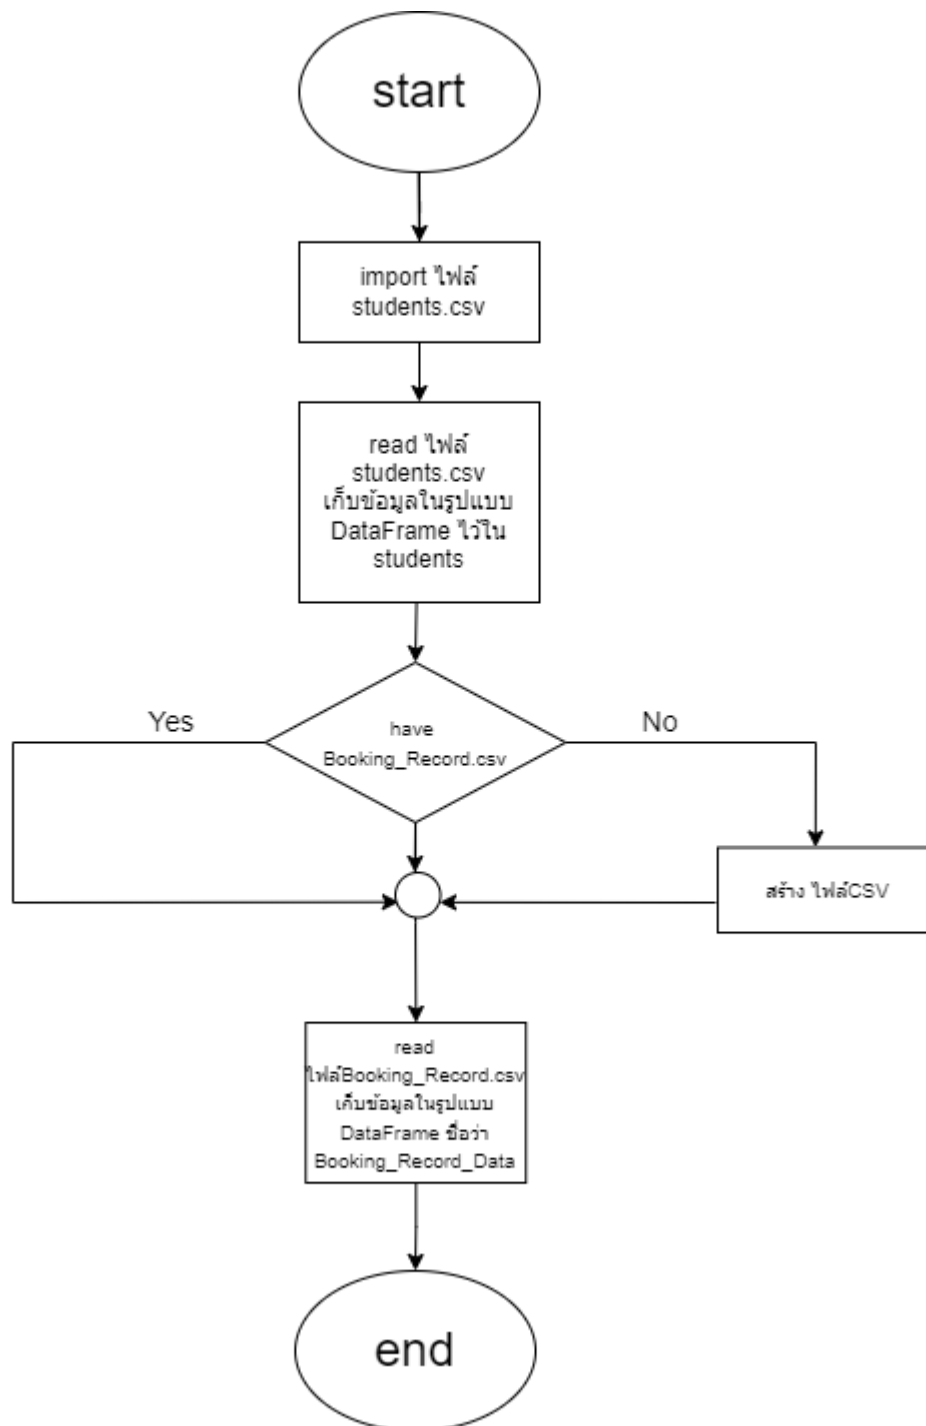 start
import ไฟล์
students.csv
read ไฟล์
students.csv
เก็บข้อมูลในรูปแบบ
DataFrame ไว้ใน
students
Yes
No
have
Booking_Record.csv
สร้าง ไฟล์CSV
read
ไฟล์Booking_Record.csv
เก็บข้อมูลในรูปแบบ
DataFrame ชื่อว่า
Booking_Record_Data
end